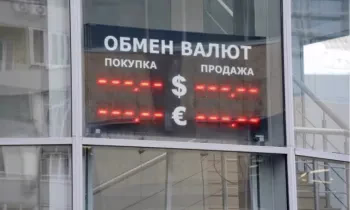 ОБМЕН ВАЛЮТ
ПОКУПКА ПРОДАЖА
---.-- $ ---.--
---.-- € ---.--